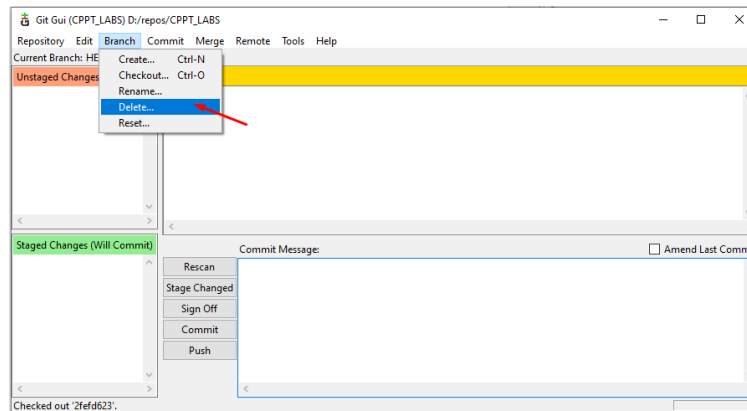 Git Gui (CPPT_LABS) D:/repos/CPPT_LABS
Repository Edit Branch Commit Merge Remote Tools Help
Current Branch: HE
Create... Ctrl-N
Checkout... Ctrl-O
Rename...
Delete...
Reset...
Unstaged Changes
Staged Changes (Will Commit)
Commit Message:
Amend Last Comm
Rescan
Stage Changed
Sign Off
Commit
Push
Checked out '2fefd623'.